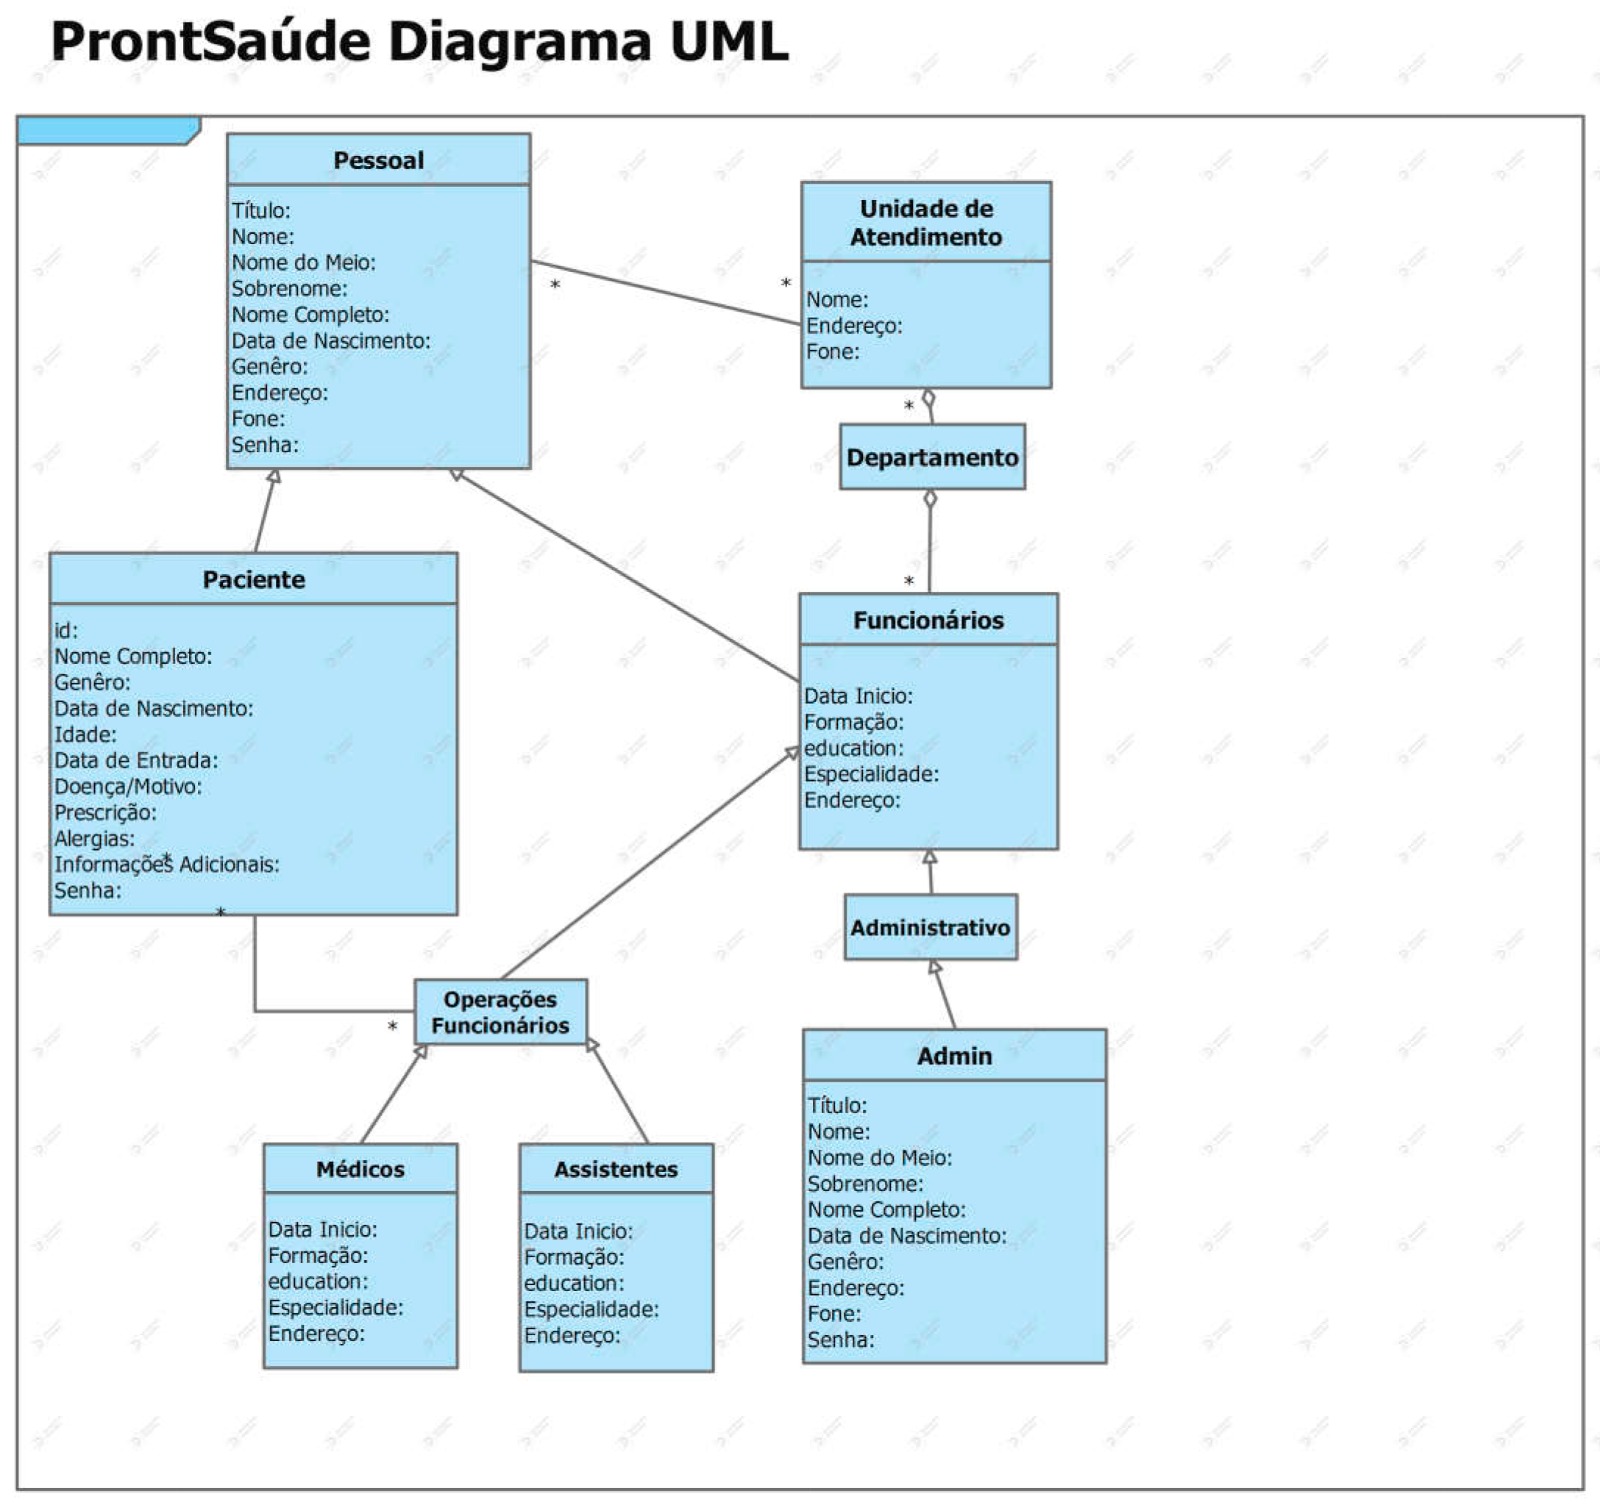 ProntSaúde Diagrama UML
Pessoal
Título:
Nome:
Nome do Meio:
Sobrenome:
Nome Completo:
Data de Nascimento:
Genêro:
Endereço:
Fone:
Senha:
*
*
Unidade de
Atendimento
Nome:
Endereço:
Fone:
*
Departamento
*
Paciente
id:
Nome Completo:
Genêro:
Data de Nascimento:
Idade:
Data de Entrada:
Doença/Motivo:
Prescrição:
Alergias:
*
Informações Adicionais:
Senha:
*
Funcionários
Data Inicio:
Formação:
education:
Especialidade:
Endereço:
Administrativo
Operações
Funcionários
*
Admin
Título:
Nome:
Nome do Meio:
Sobrenome:
Nome Completo:
Data de Nascimento:
Genêro:
Endereço:
Fone:
Senha:
Médicos
Data Inicio:
Formação:
education:
Especialidade:
Endereço:
Assistentes
Data Inicio:
Formação:
education:
Especialidade:
Endereço: